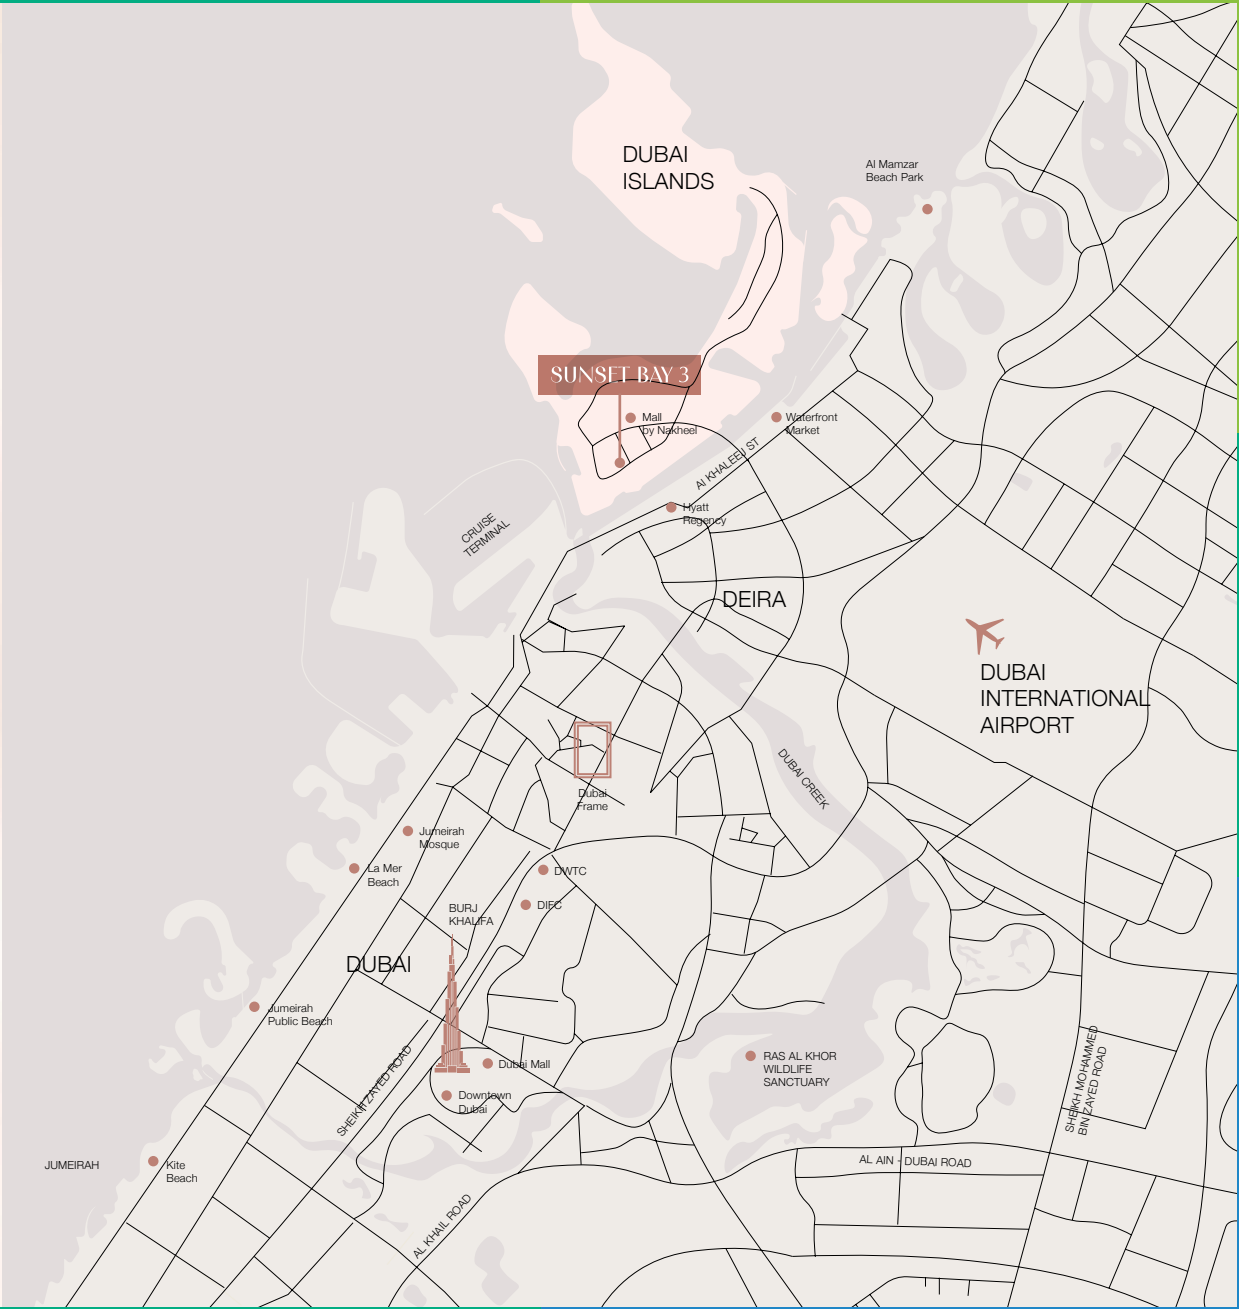 DUBAI
ISLANDS
Al Mamzar
Beach Park
SUNSET BAY 3
Mall
by Nakheel
Waterfront
Market
Al KHALEEJ ST
Hyatt
Regency
CRUISE
TERMINAL
DEIRA
DUBAI
INTERNATIONAL
AIRPORT
DUBAI CREEK
Dubai
Frame
Jumeirah
Mosque
La Mer
Beach
DWTC
DIFC
BURJ
KHALIFA
DUBAI
Jumeirah
Public Beach
Dubai Mall
Downtown
Dubai
RAS AL KHOR
WILDLIFE
SANCTUARY
SHEIKH ZAYED ROAD
SHEIKH MOHAMMED
BIN ZAYED ROAD
JUMEIRAH
Kite
Beach
AL AIN - DUBAI ROAD
AL KHAIL ROAD